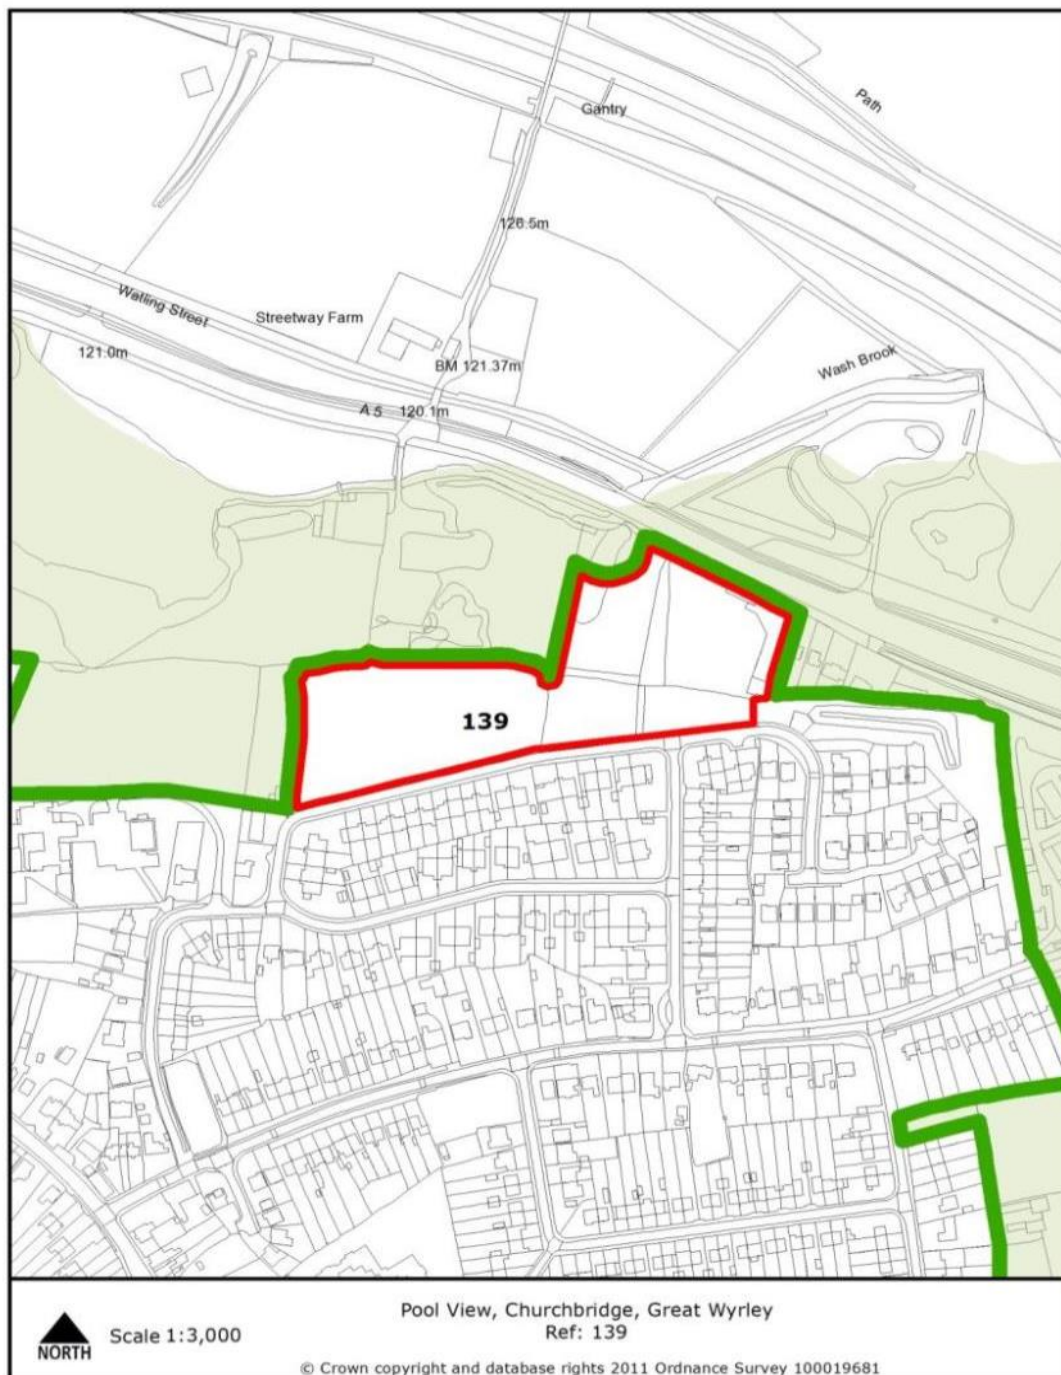 Path
Gantry
126.5m
Watling Street
Streetway Farm
121.0m
BM 121.37m
Wash Brook
A 5 120.1m
139
NORTH
Scale 1:3,000
Pool View, Churchbridge, Great Wyrley
Ref: 139
© Crown copyright and database rights 2011 Ordnance Survey 100019681